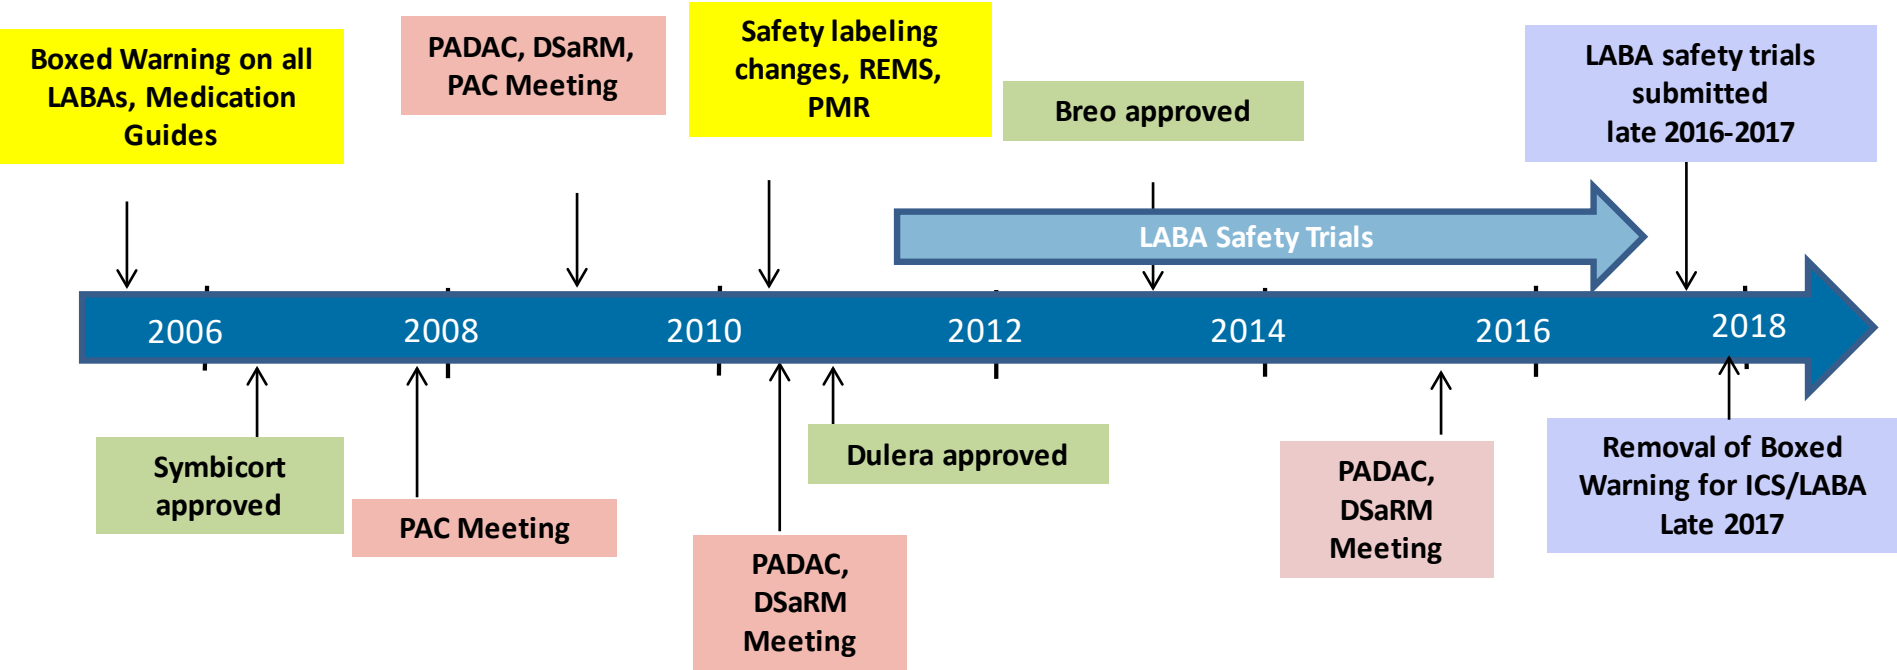 Boxed Warning on all
LABAs, Medication
Guides
PADAC, DSaRM,
PAC Meeting
Safety labeling
changes, REMS,
PMR
Breo approved
LABA safety trials
submitted
late 2016-2017
LABA Safety Trials
2006
2008
2010
2012
2014
2016
2018
Symbicort
approved
PAC Meeting
PADAC,
DSaRM
Meeting
Dulera approved
PADAC,
DSaRM
Meeting
Removal of Boxed
Warning for ICS/LABA
Late 2017